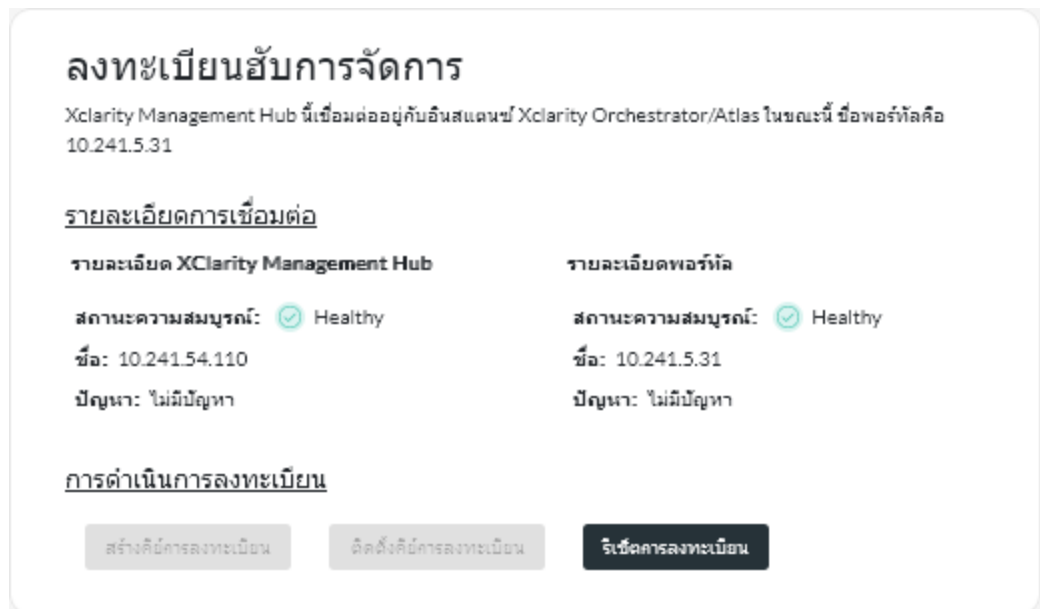 ลงทะเบียนฮับการจัดการ
Xclarity Management Hub นี้เชื่อมต่ออยู่กับอินสแตนซ์ Xclarity Orchestrator/Atlas ในขณะนี้ ชื่อพอร์ทัลคือ
10.241.5.31
รายละเอียดการเชื่อมต่อ
รายละเอียด XClarity Management Hub รายละเอียดพอร์ทัล
สถานะความสมบูรณ์: Healthy สถานะความสมบูรณ์: Healthy
ชื่อ: 10.241.54.110 ชื่อ: 10.241.5.31
ปัญหา: ไม่มีปัญหา ปัญหา: ไม่มีปัญหา
การดำเนินการลงทะเบียน
สร้างคีย์การลงทะเบียน ติดตั้งคีย์การลงทะเบียน รีเซ็ตการลงทะเบียน